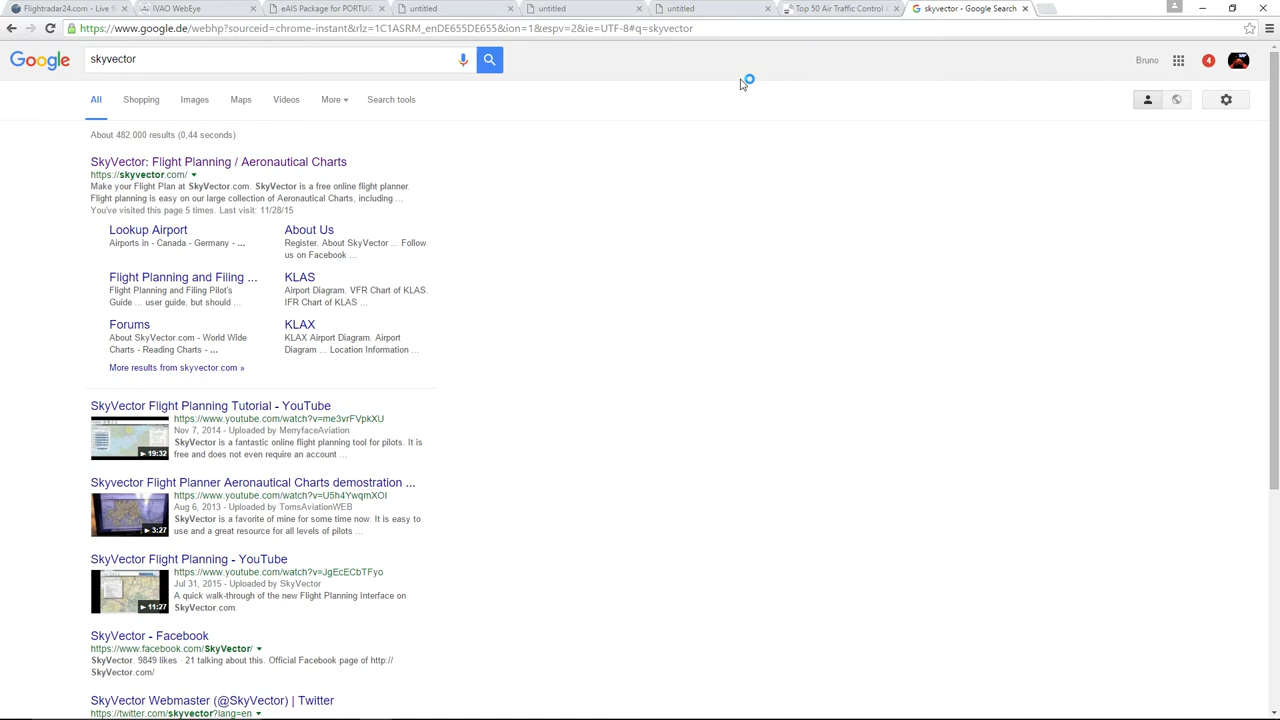 Flightradar24.com - Live fl
IVAO WebEye
eAIS Package for PORTUG
untitled
untitled
untitled
Top 50 Air Traffic Control
skyvector - Google Search
https://www.google.de/webhp?sourceid=chrome-instant&rlz=1C1ASRM_enDE655DE655&ion=1&espv=2&ie=UTF-8#q=skyvector
Google
skyvector
Bruno
4
All
Shopping
Images
Maps
Videos
More
Search tools
About 482.000 results (0,44 seconds)
SkyVector: Flight Planning / Aeronautical Charts
https://skyvector.com/
Make your Flight Plan at SkyVector.com. SkyVector is a free online flight planner.
Flight planning is easy on our large collection of Aeronautical Charts, including ...
You've visited this page 5 times. Last visit: 11/28/15
Lookup Airport
Airports in - Canada - Germany - ...
About Us
Register. About SkyVector ... Follow
us on Facebook ...
Flight Planning and Filing ...
Flight Planning and Filing Pilot's
Guide ... user guide, but should ...
KLAS
Airport Diagram. VFR Chart of KLAS.
IFR Chart of KLAS ...
Forums
About SkyVector.com - World Wide
Charts - Reading Charts - ...
KLAX
KLAX Airport Diagram. Airport
Diagram ... Location Information ...
More results from skyvector.com »
SkyVector Flight Planning Tutorial - YouTube
https://www.youtube.com/watch?v=me3vrFVpkXU
Nov 7, 2014 - Uploaded by MerryfaceAviation
SkyVector is a fantastic online flight planning tool for pilots. It is
free and does not even require an account ...
19:32
Skyvector Flight Planner Aeronautical Charts demostration ...
https://www.youtube.com/watch?v=U5h4YwqmXOI
Aug 6, 2013 - Uploaded by TomsAviationWEB
SkyVector is a favorite of mine for some time now. It is easy to
use and a great resource for all levels of pilots ...
3:27
SkyVector Flight Planning - YouTube
https://www.youtube.com/watch?v=JgEcECbTFyo
Jul 31, 2015 - Uploaded by SkyVector
A quick walk-through of the new Flight Planning Interface on
SkyVector.com.
11:27
SkyVector - Facebook
https://www.facebook.com/SkyVector/
SkyVector. 9849 likes · 21 talking about this. Official Facebook page of http://
SkyVector.com/
SkyVector Webmaster (@SkyVector) | Twitter
https://twitter.com/skyvector?lang=en